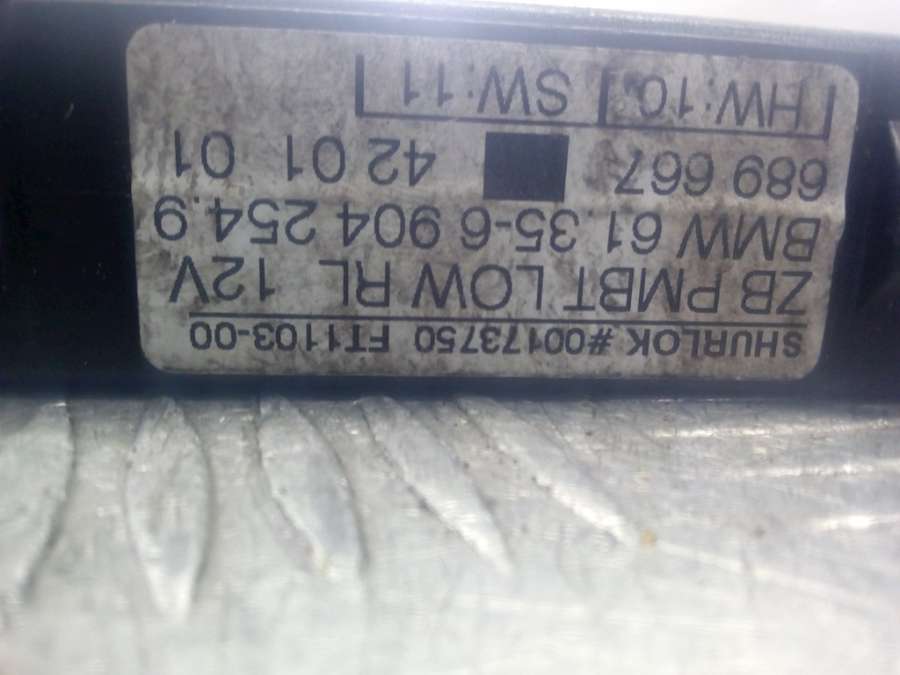 SHURLOK #00173750 FT1103-00
ZB PMBT LOW RL 12V
BMW 61 35-6 904 254.9
689 667 42 01 01
HW:10 SW:11